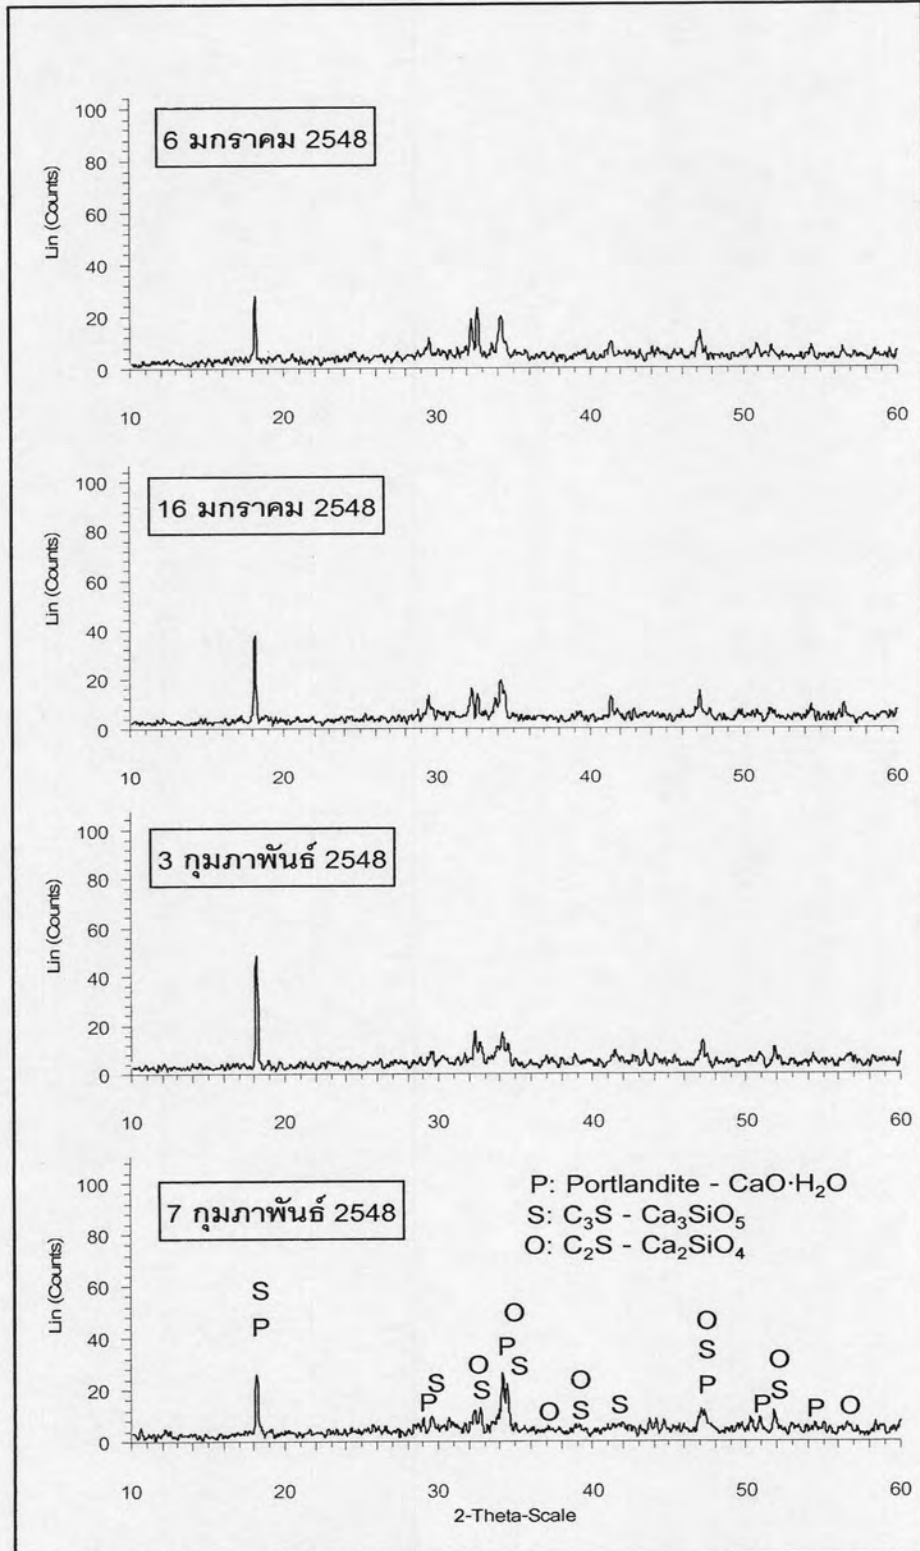 6 มกราคม 2548
Lin (Counts)
100
80
60
40
20
0
10 20 30 40 50 60
16 มกราคม 2548
Lin (Counts)
100
80
60
40
20
0
10 20 30 40 50 60
3 กุมภาพันธ์ 2548
Lin (Counts)
100
80
60
40
20
0
10 20 30 40 50 60
7 กุมภาพันธ์ 2548
P: Portlandite - CaO·H₂O
S: C₃S - Ca₃SiO₅
O: C₂S - Ca₂SiO₄
Lin (Counts)
100
80
60
40
20
0
S
P
P
S
O
S
O
P
S
O
O
S
S
O
S
P
P
O
S
P
O
10 20 30 40 50 60
2-Theta-Scale